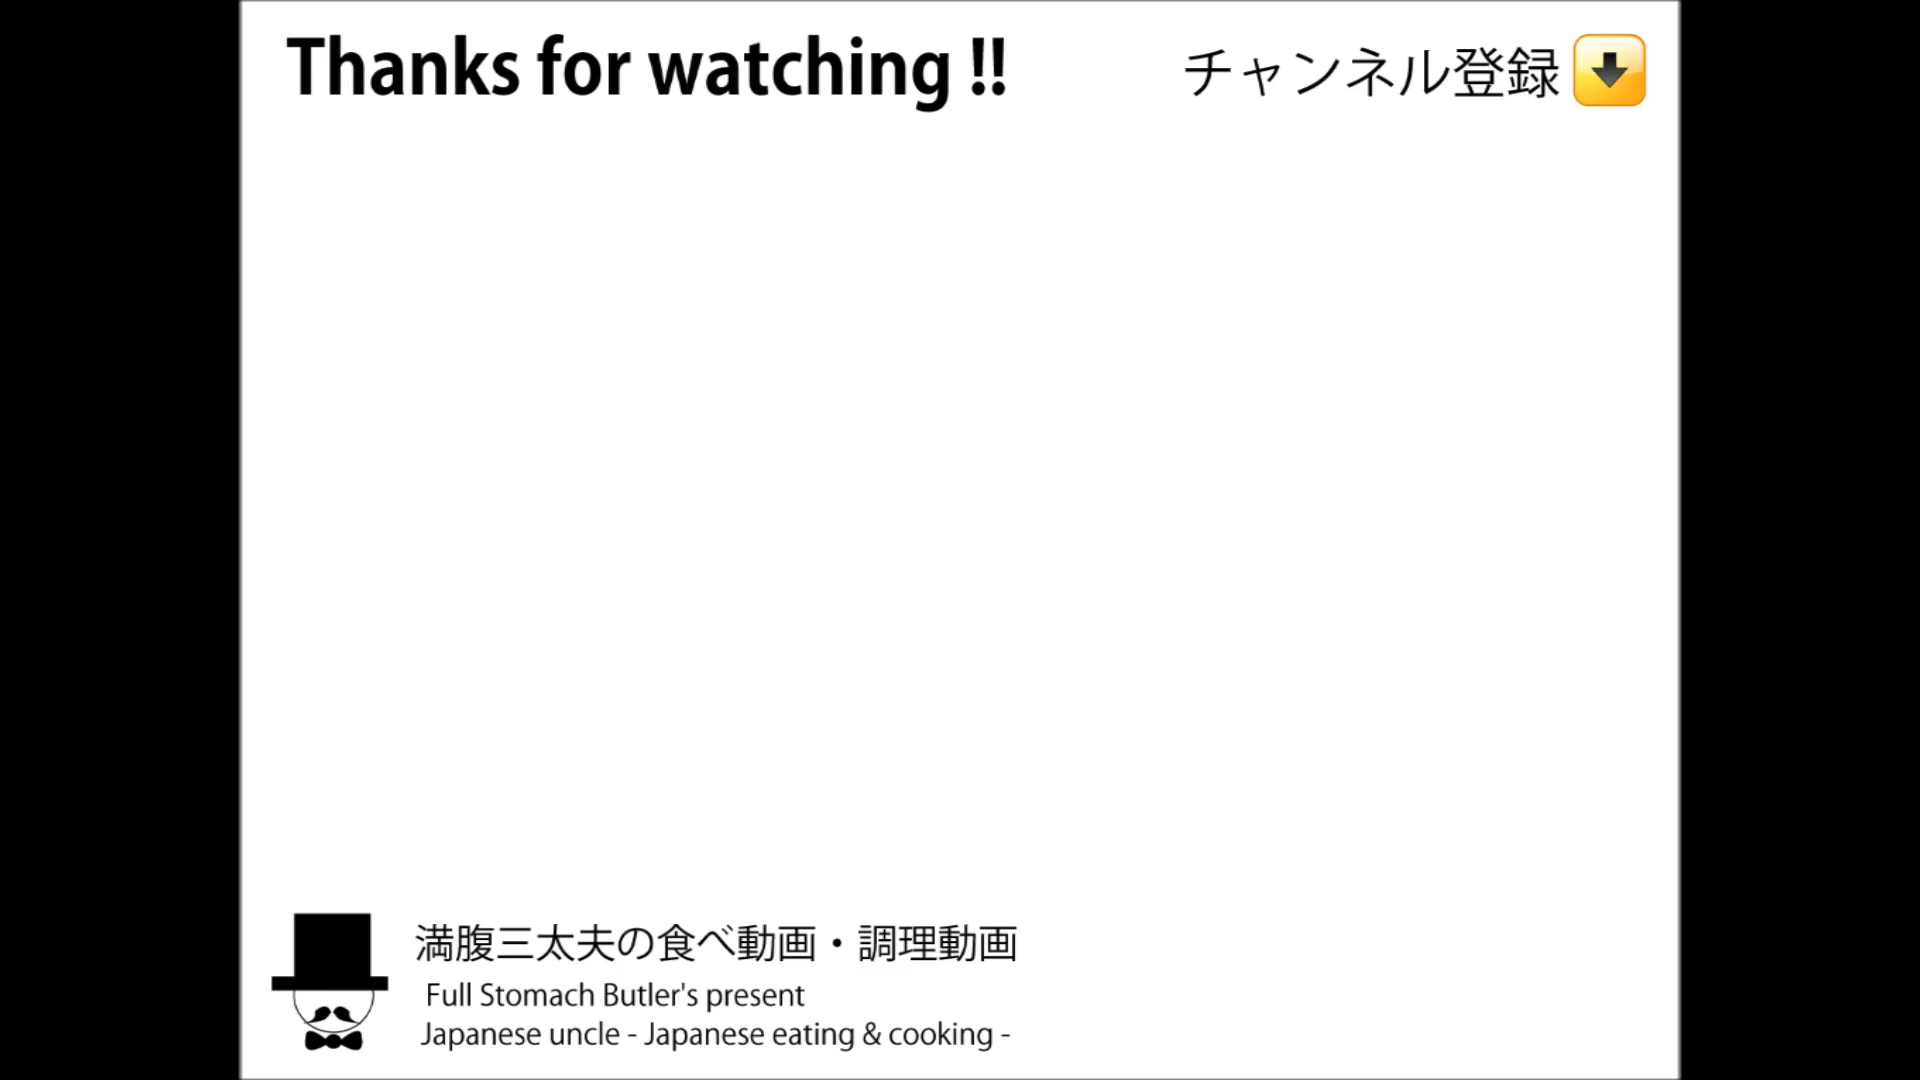 Thanks for watching !!
チャンネル登録
満腹三太夫の食べ動画・調理動画
Full Stomach Butler's present
Japanese uncle - Japanese eating & cooking -